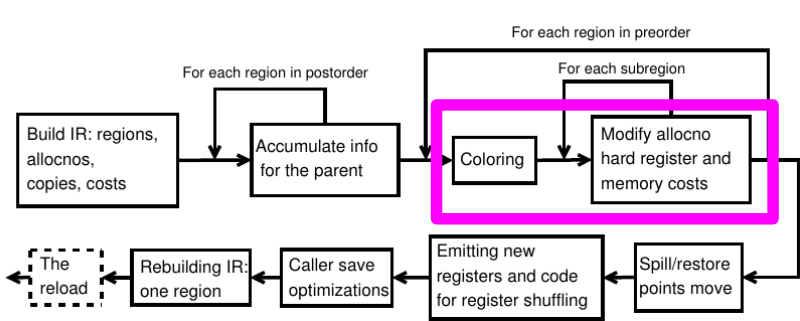 For each region in preorder
For each region in postorder
For each subregion
Build IR: regions,
allocnos,
copies, costs
Accumulate info
for the parent
Coloring
Modify allocno
hard register and
memory costs
The
reload
Rebuilding IR:
one region
Caller save
optimizations
Emitting new
registers and code
for register shuffling
Spill/restore
points move